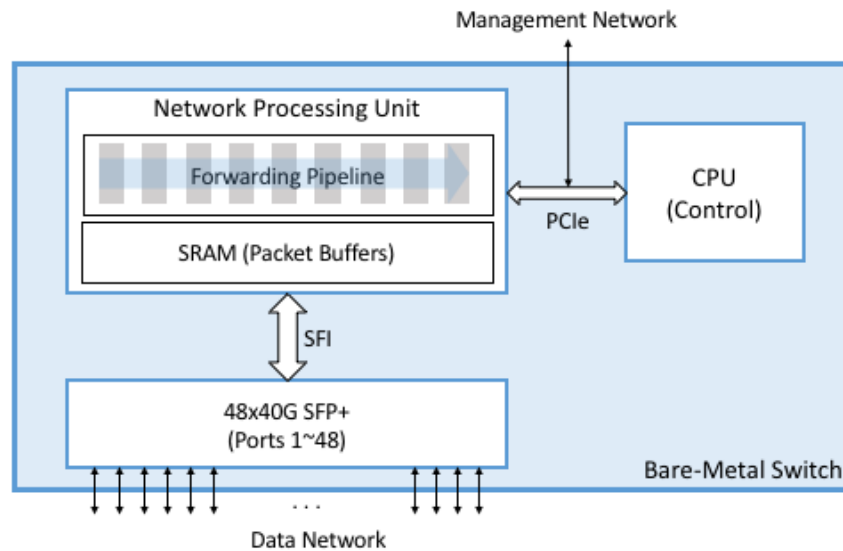 Management Network
Network Processing Unit
Forwarding Pipeline
CPU
(Control)
PCIe
SRAM (Packet Buffers)
SFI
48x40G SFP+
(Ports 1~48)
Bare-Metal Switch
. . .
Data Network